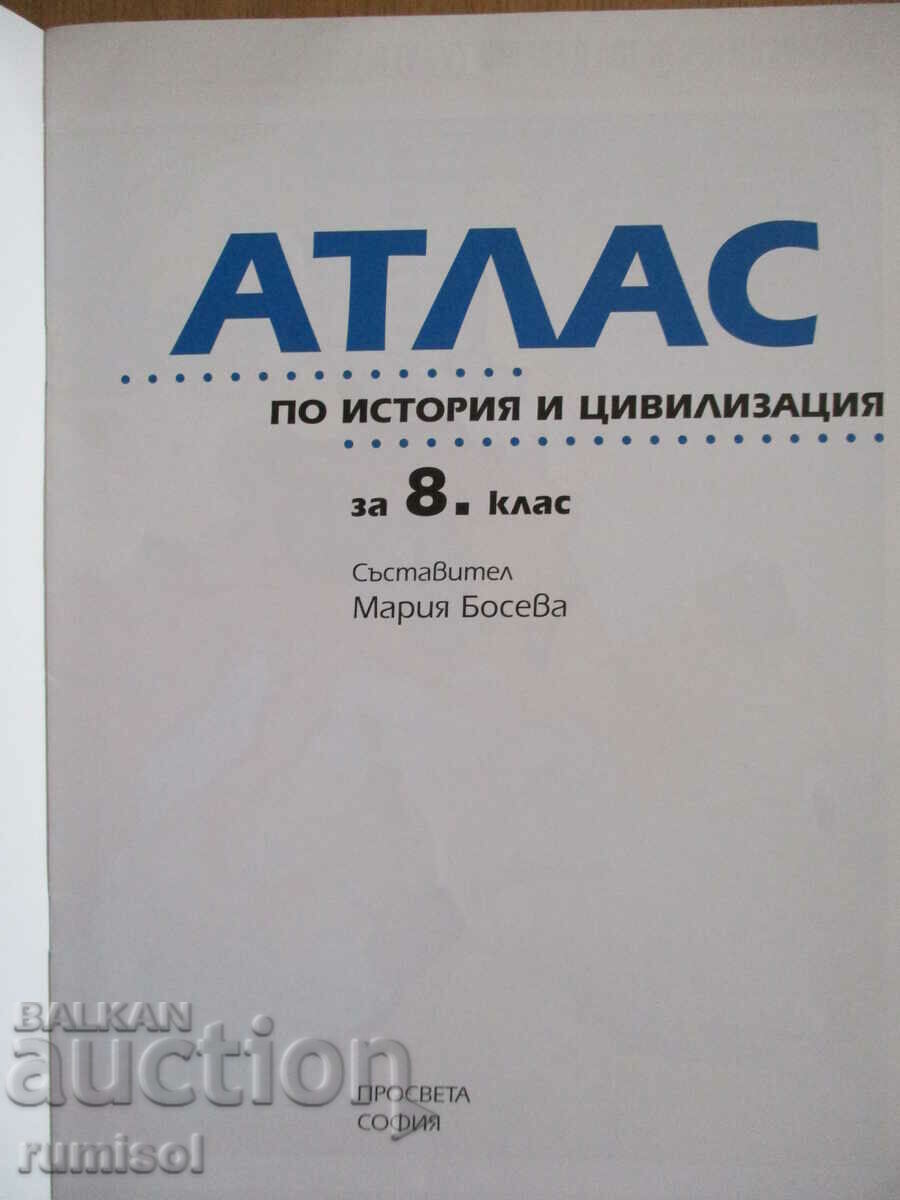 АТЛАС
ПО ИСТОРИЯ И ЦИВИЛИЗАЦИЯ
за 8. клас
Съставител
Мария Босева
BALKAN
auction
ПРОСВЕТА
СОФИЯ
rumisol